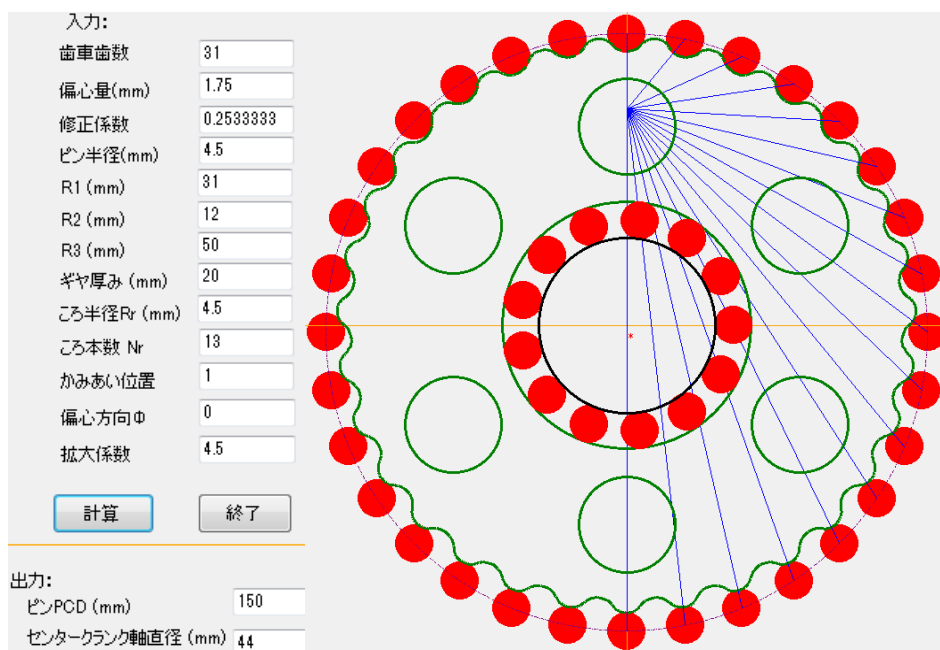 入力:
歯車歯数 31
偏心量(mm) 1.75
修正係数 0.2533333
ピン半径(mm) 4.5
R1 (mm) 31
R2 (mm) 12
R3 (mm) 50
ギヤ厚み (mm) 20
ころ半径Rr (mm) 4.5
ころ本数 Nr 13
かみあい位置 1
偏心方向Φ 0
拡大係数 4.5
計算 終了
出力:
ピンPCD (mm) 150
センタークランク軸直径 (mm) 44